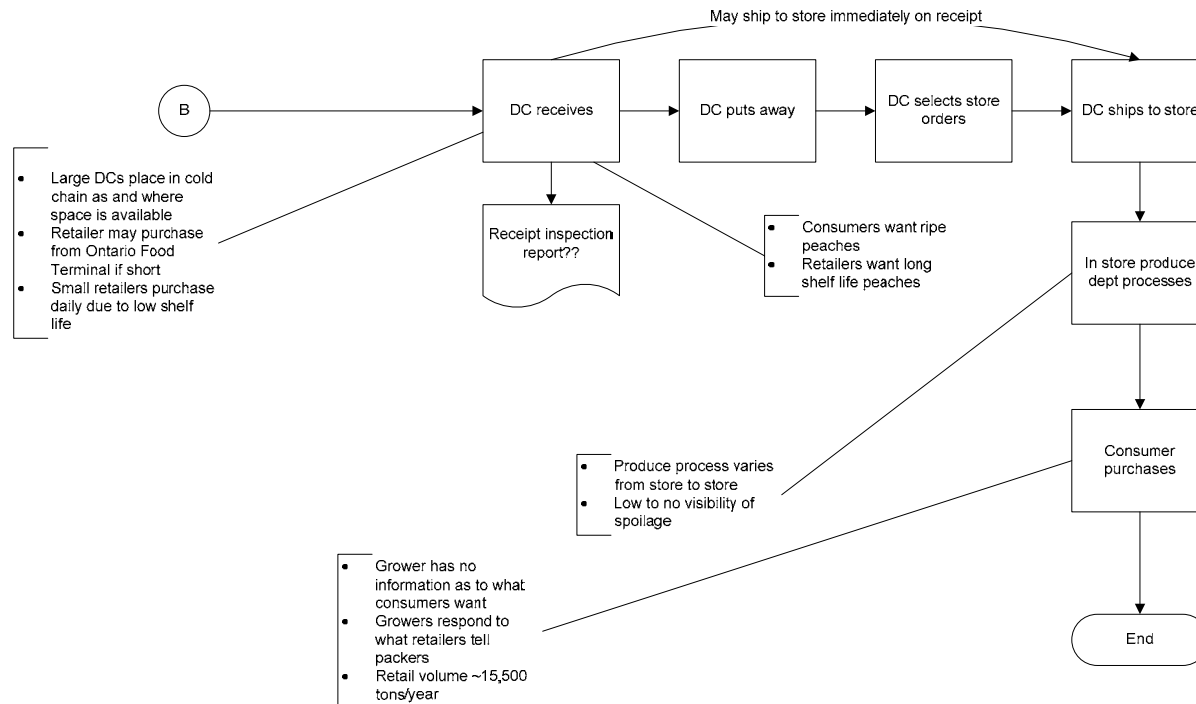 May ship to store immediately on receipt
B
DC receives
DC puts away
DC selects store
orders
DC ships to store
• Large DCs place in cold
chain as and where
space is available
• Retailer may purchase
from Ontario Food
Terminal if short
• Small retailers purchase
daily due to low shelf
life
Receipt inspection
report??
• Consumers want ripe
peaches
• Retailers want long
shelf life peaches
In store produce
dept processes
• Produce process varies
from store to store
• Low to no visibility of
spoilage
Consumer
purchases
• Grower has no
information as to what
consumers want
• Growers respond to
what retailers tell
packers
• Retail volume ~15,500
tons/year
End